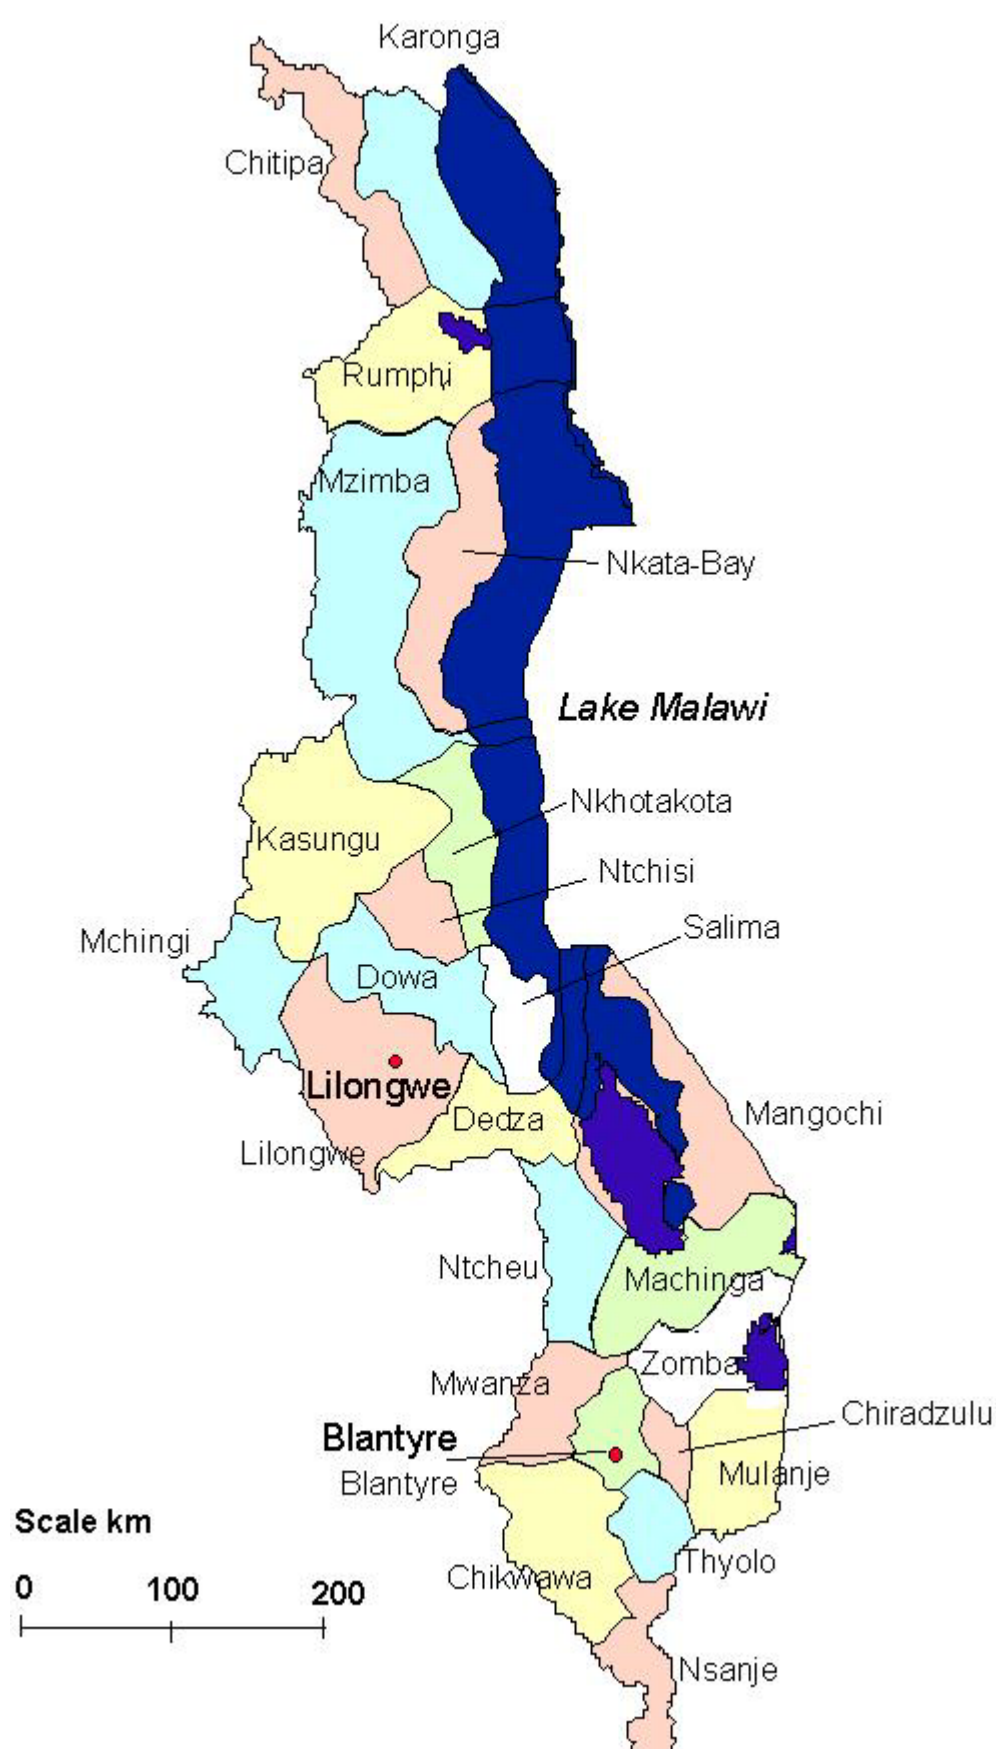 Karonga
Chitipa
Rumphi
Mzimba
Nkata-Bay
Lake Malawi
Nkhotakota
Kasungu
Ntchisi
Salima
Mchingi
Dowa
Lilongwe
Mangochi
Dedza
Lilongwe
Ntcheu
Machinga
Zomba
Mwanza
Chiradzulu
Blantyre
Mulanje
Blantyre
Scale km
Thyolo
Chikwawa
0 100 200
Nsanje